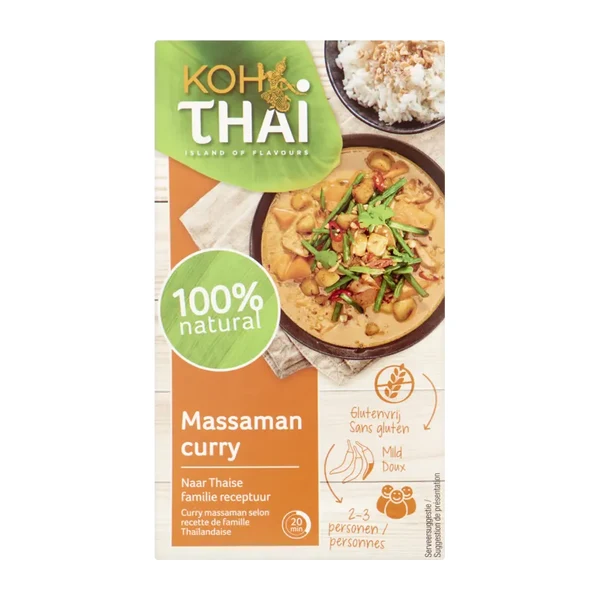 KOH
THAI
ISLAND OF FLAVOURS
100%
natural
Massaman
curry
Naar Thaise
familie receptuur
Curry massaman selon
recette de famille
Thaïlandaise
20
min
Glutenvrij
Sans gluten
Mild
Doux
2-3
personen /
personnes
Serveersuggestie /
Suggestion de présentation